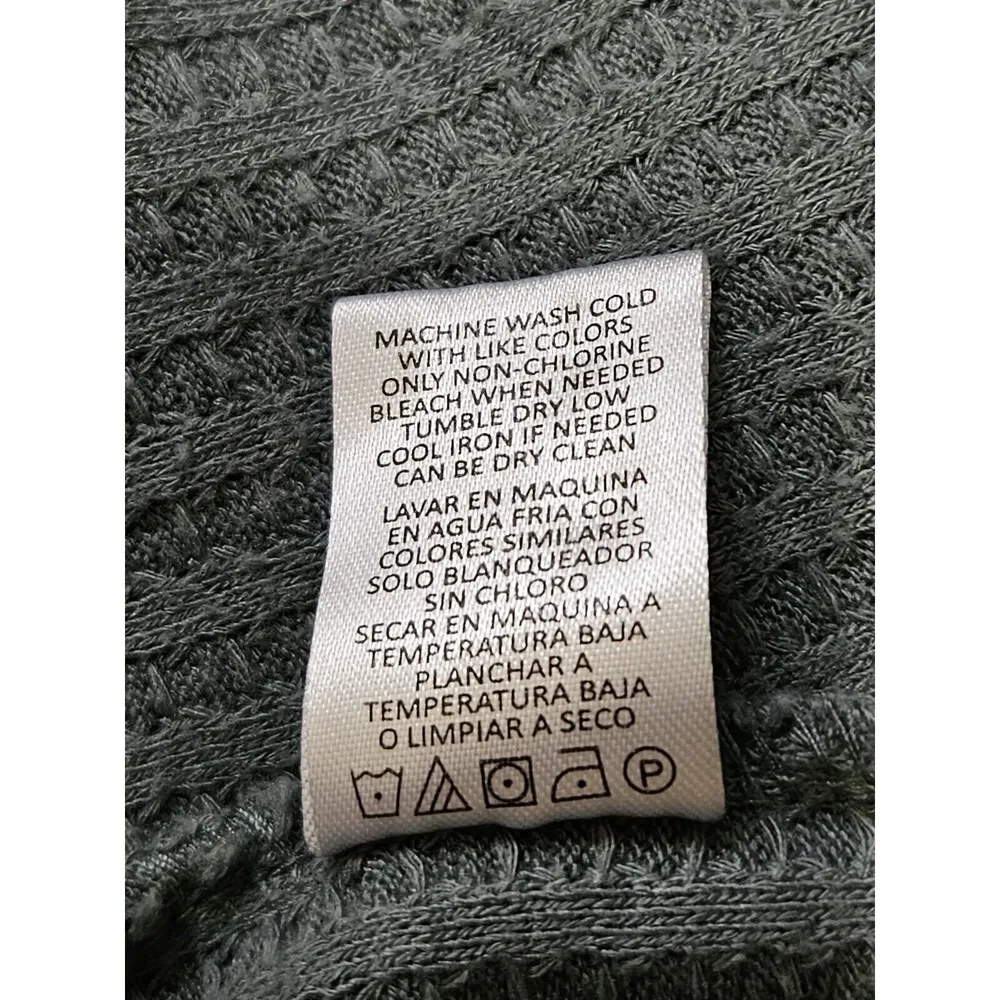 MACHINE WASH COLD
WITH LIKE COLORS
ONLY NON-CHLORINE
BLEACH WHEN NEEDED
TUMBLE DRY LOW
COOL IRON IF NEEDED
CAN BE DRY CLEAN
LAVAR EN MAQUINA
EN AGUA FRIA CON
COLORES SIMILARES
SOLO BLANQUEADOR
SIN CHLORO
SECAR EN MAQUINA A
TEMPERATURA BAJA
PLANCHAR A
TEMPERATURA BAJA
O LIMPIAR A SECO
P